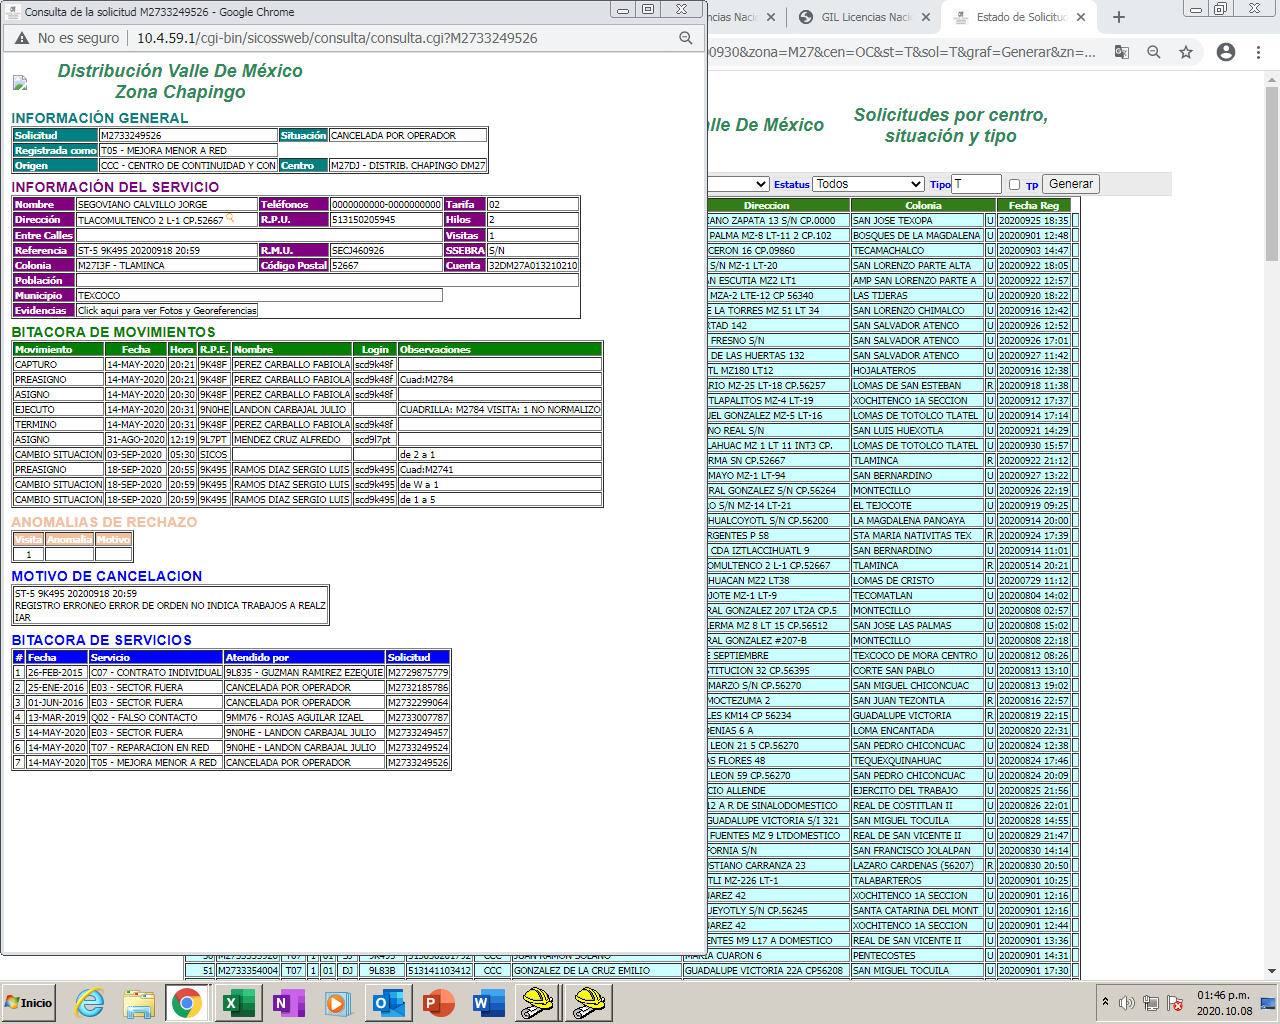 Consulta de la solicitud M2733249526 - Google Chrome
No es seguro | 10.4.59.1/cgi-bin/sicossweb/consulta/consulta.cgi?M2733249526
Distribución Valle De México
Zona Chapingo
INFORMACIÓN GENERAL
Solicitud M2733249526 Situación CANCELADA POR OPERADOR
Registrada como T05 - MEJORA MENOR A RED
Origen CCC - CENTRO DE CONTINUIDAD Y CON Centro M27DJ - DISTRIB. CHAPINGO DM27
INFORMACIÓN DEL SERVICIO
Nombre SEGOVIANO CALVILLO JORGE Teléfonos 0000000000-0000000000 Tarifa 02
Dirección TLACOMULTENCO 2 L-1 CP.52667 R.P.U. 513150205945 Hilos 2
Entre Calles Visitas 1
Referencia ST-5 9K495 20200918 20:59 R.M.U. SECJ460926 SSEBRA S/N
Colonia M27I3F - TLAMINCA Código Postal 52667 Cuenta 32DM27A013210210
Población
Municipio TEXCOCO
Evidencias Click aqui para ver Fotos y Georeferencias
BITACORA DE MOVIMIENTOS
Movimiento Fecha Hora R.P.E. Nombre Login Observaciones
CAPTURO 14-MAY-2020 20:21 9K48F PEREZ CARBALLO FABIOLA scd9k48f
PREASIGNO 14-MAY-2020 20:21 9K48F PEREZ CARBALLO FABIOLA scd9k48f Cuad:M2784
ASIGNO 14-MAY-2020 20:30 9K48F PEREZ CARBALLO FABIOLA scd9k48f
EJECUTO 14-MAY-2020 20:31 9N0HE LANDON CARBAJAL JULIO CUADRILLA: M2784 VISITA: 1 NO NORMALIZO
TERMINO 14-MAY-2020 20:31 9K48F PEREZ CARBALLO FABIOLA scd9k48f
ASIGNO 31-AGO-2020 12:19 9L7PT MENDEZ CRUZ ALFREDO scd9l7pt
CAMBIO SITUACION 03-SEP-2020 05:30 SICOS de 2 a 1
PREASIGNO 18-SEP-2020 20:55 9K495 RAMOS DIAZ SERGIO LUIS scd9k495 Cuad:M2741
CAMBIO SITUACION 18-SEP-2020 20:59 9K495 RAMOS DIAZ SERGIO LUIS scd9k495 de W a 1
CAMBIO SITUACION 18-SEP-2020 20:59 9K495 RAMOS DIAZ SERGIO LUIS scd9k495 de 1 a 5
ANOMALIAS DE RECHAZO
Visita Anomalia Motivo
1
MOTIVO DE CANCELACION
ST-5 9K495 20200918 20:59
REGISTRO ERRONEO ERROR DE ORDEN NO INDICA TRABAJOS A REALZ
IAR
BITACORA DE SERVICIOS
# Fecha Servicio Atendido por Solicitud
1 26-FEB-2015 C07 - CONTRATO INDIVIDUAL 9L835 - GUZMAN RAMIREZ EZEQUIE M2729875779
2 25-ENE-2016 E03 - SECTOR FUERA CANCELADA POR OPERADOR M2732185786
3 01-JUN-2016 E03 - SECTOR FUERA CANCELADA POR OPERADOR M2732299064
4 13-MAR-2019 Q02 - FALSO CONTACTO 9MM76 - ROJAS AGUILAR IZAEL M2733007787
5 14-MAY-2020 E03 - SECTOR FUERA 9N0HE - LANDON CARBAJAL JULIO M2733249457
6 14-MAY-2020 T07 - REPARACION EN RED 9N0HE - LANDON CARBAJAL JULIO M2733249524
7 14-MAY-2020 T05 - MEJORA MENOR A RED CANCELADA POR OPERADOR M2733249526
encias Naci GIL Licencias Naci Estado de Solicitud
00930&zona=M27&cen=OC&st=T&sol=T&graf=Generar&zn=...
lle De México
Solicitudes por centro,
situación y tipo
Estatus Todos Tipo T TP Generar
Direccion Colonia Fecha Reg
ANO ZAPATA 13 S/N CP.0000 SAN JOSE TEXOPA U 20200925 18:35
PALMA MZ-8 LT-11 2 CP.102 BOSQUES DE LA MAGDALENA U 20200901 12:48
CERON 16 CP.09860 TECAMACHALCO U 20200903 14:47
S/N MZ-1 LT-20 SAN LORENZO PARTE ALTA U 20200922 18:05
N ESCUTIA MZ2 LT1 AMP SAN LORENZO PARTE A U 20200922 12:57
MZA-2 LTE-12 CP 56340 LAS TIJERAS U 20200920 18:22
E LA TORRES MZ 51 LT 34 SAN LORENZO CHIMALCO U 20200916 12:42
RTAD 142 SAN SALVADOR ATENCO U 20200926 12:52
FRESNO S/N SAN SALVADOR ATENCO U 20200926 17:01
DE LAS HUERTAS 132 SAN SALVADOR ATENCO U 20200927 11:42
TL MZ180 LT12 HOJALATEROS U 20200916 12:38
RIO MZ-25 LT-18 CP.56257 LOMAS DE SAN ESTEBAN R 20200918 11:38
TLAPALITOS MZ-4 LT-19 XOCHITENCO 1A SECCION U 20200912 17:37
UEL GONZALEZ MZ-5 LT-16 LOMAS DE TOTOLCO TLATEL U 20200914 17:14
NO REAL S/N SAN LUIS HUEXOTLA U 20200921 14:29
LAHUAC MZ 1 LT 11 INT3 CP. LOMAS DE TOTOLCO TLATEL U 20200930 15:57
RMA SN CP.52667 TLAMINCA R 20200922 21:12
MAYO MZ-1 LT-94 SAN BERNARDINO U 20200927 13:22
RAL GONZALEZ S/N CP.56264 MONTECILLO U 20200926 22:19
O S/N MZ-14 LT-21 EL TEJOCOTE U 20200919 09:25
HUALCOYOTL S/N CP.56200 LA MAGDALENA PANOAYA U 20200914 20:00
RGENTES P 58 STA MARIA NATIVITAS TEX R 20200924 17:39
CDA IZTLACCIHUATL 9 SAN BERNARDINO U 20200914 11:01
OMULTENCO 2 L-1 CP.52667 TLAMINCA R 20200514 20:21
HUACAN MZ2 LT38 LOMAS DE CRISTO U 20200729 11:12
JOTE MZ-1 LT-9 TECOMATLAN U 20200804 14:02
RAL GONZALEZ 207 LT2A CP.5 MONTECILLO U 20200808 02:57
LERMA MZ 8 LT 15 CP.56512 SAN JOSE LAS PALMAS U 20200808 15:02
RAL GONZALEZ #207-B MONTECILLO U 20200808 22:18
E SEPTIEMBRE TEXCOCO DE MORA CENTRO U 20200812 08:26
STITUCION 32 CP.56395 CORTE SAN PABLO U 20200813 13:10
MARZO S/N CP.56270 SAN MIGUEL CHICONCUAC U 20200813 19:02
MOCTEZUMA 2 SAN JUAN TEZONTLA R 20200816 22:57
LES KM14 CP 56234 GUADALUPE VICTORIA R 20200819 22:15
DENIAS 6 A LOMA ENCANTADA U 20200820 22:31
LEON 21 5 CP.56270 SAN PEDRO CHICONCUAC U 20200824 12:38
AS FLORES 48 TEQUEXQUINAHUAC U 20200824 17:46
LEON 59 CP.56270 SAN PEDRO CHICONCUAC U 20200824 20:09
CIO ALLENDE EJERCITO DEL TRABAJO U 20200825 21:56
12 A R DE SINALODOMESTICO REAL DE COSTITLAN II U 20200826 22:01
GUADALUPE VICTORIA S/I 321 SAN MIGUEL TOCUILA U 20200828 14:55
FUENTES MZ 9 LTDOMESTICO REAL DE SAN VICENTE II U 20200829 21:47
FORNIA S/N SAN FRANCISCO JOLALPAN U 20200830 14:14
STIANO CARRANZA 23 LAZARO CARDENAS (56207) R 20200830 20:50
TLI MZ-226 LT-1 TALABARTEROS U 20200901 10:25
UAREZ 42 XOCHITENCO 1A SECCION U 20200901 12:16
UEYOTLY S/N CP.56245 SANTA CATARINA DEL MONT U 20200901 12:16
UAREZ 42 XOCHITENCO 1A SECCION U 20200901 12:44
ENTES M9 L17 A DOMESTICO REAL DE SAN VICENTE II U 20200901 13:36
MARIA CUARON 6 PENTECOSTES U 20200901 14:31
51 M2733354004 T07 1 01 DJ 9L83B 513141103412 CCC GONZALEZ DE LA CRUZ EMILIO GUADALUPE VICTORIA 22A CP56208 SAN MIGUEL TOCUILA U 20200901 17:30
Inicio
01:46 p.m.
2020.10.08